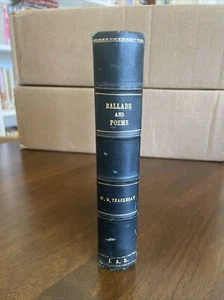 BALLADS
AND
POEMS
W. M. THACKERAY
J. A. S.